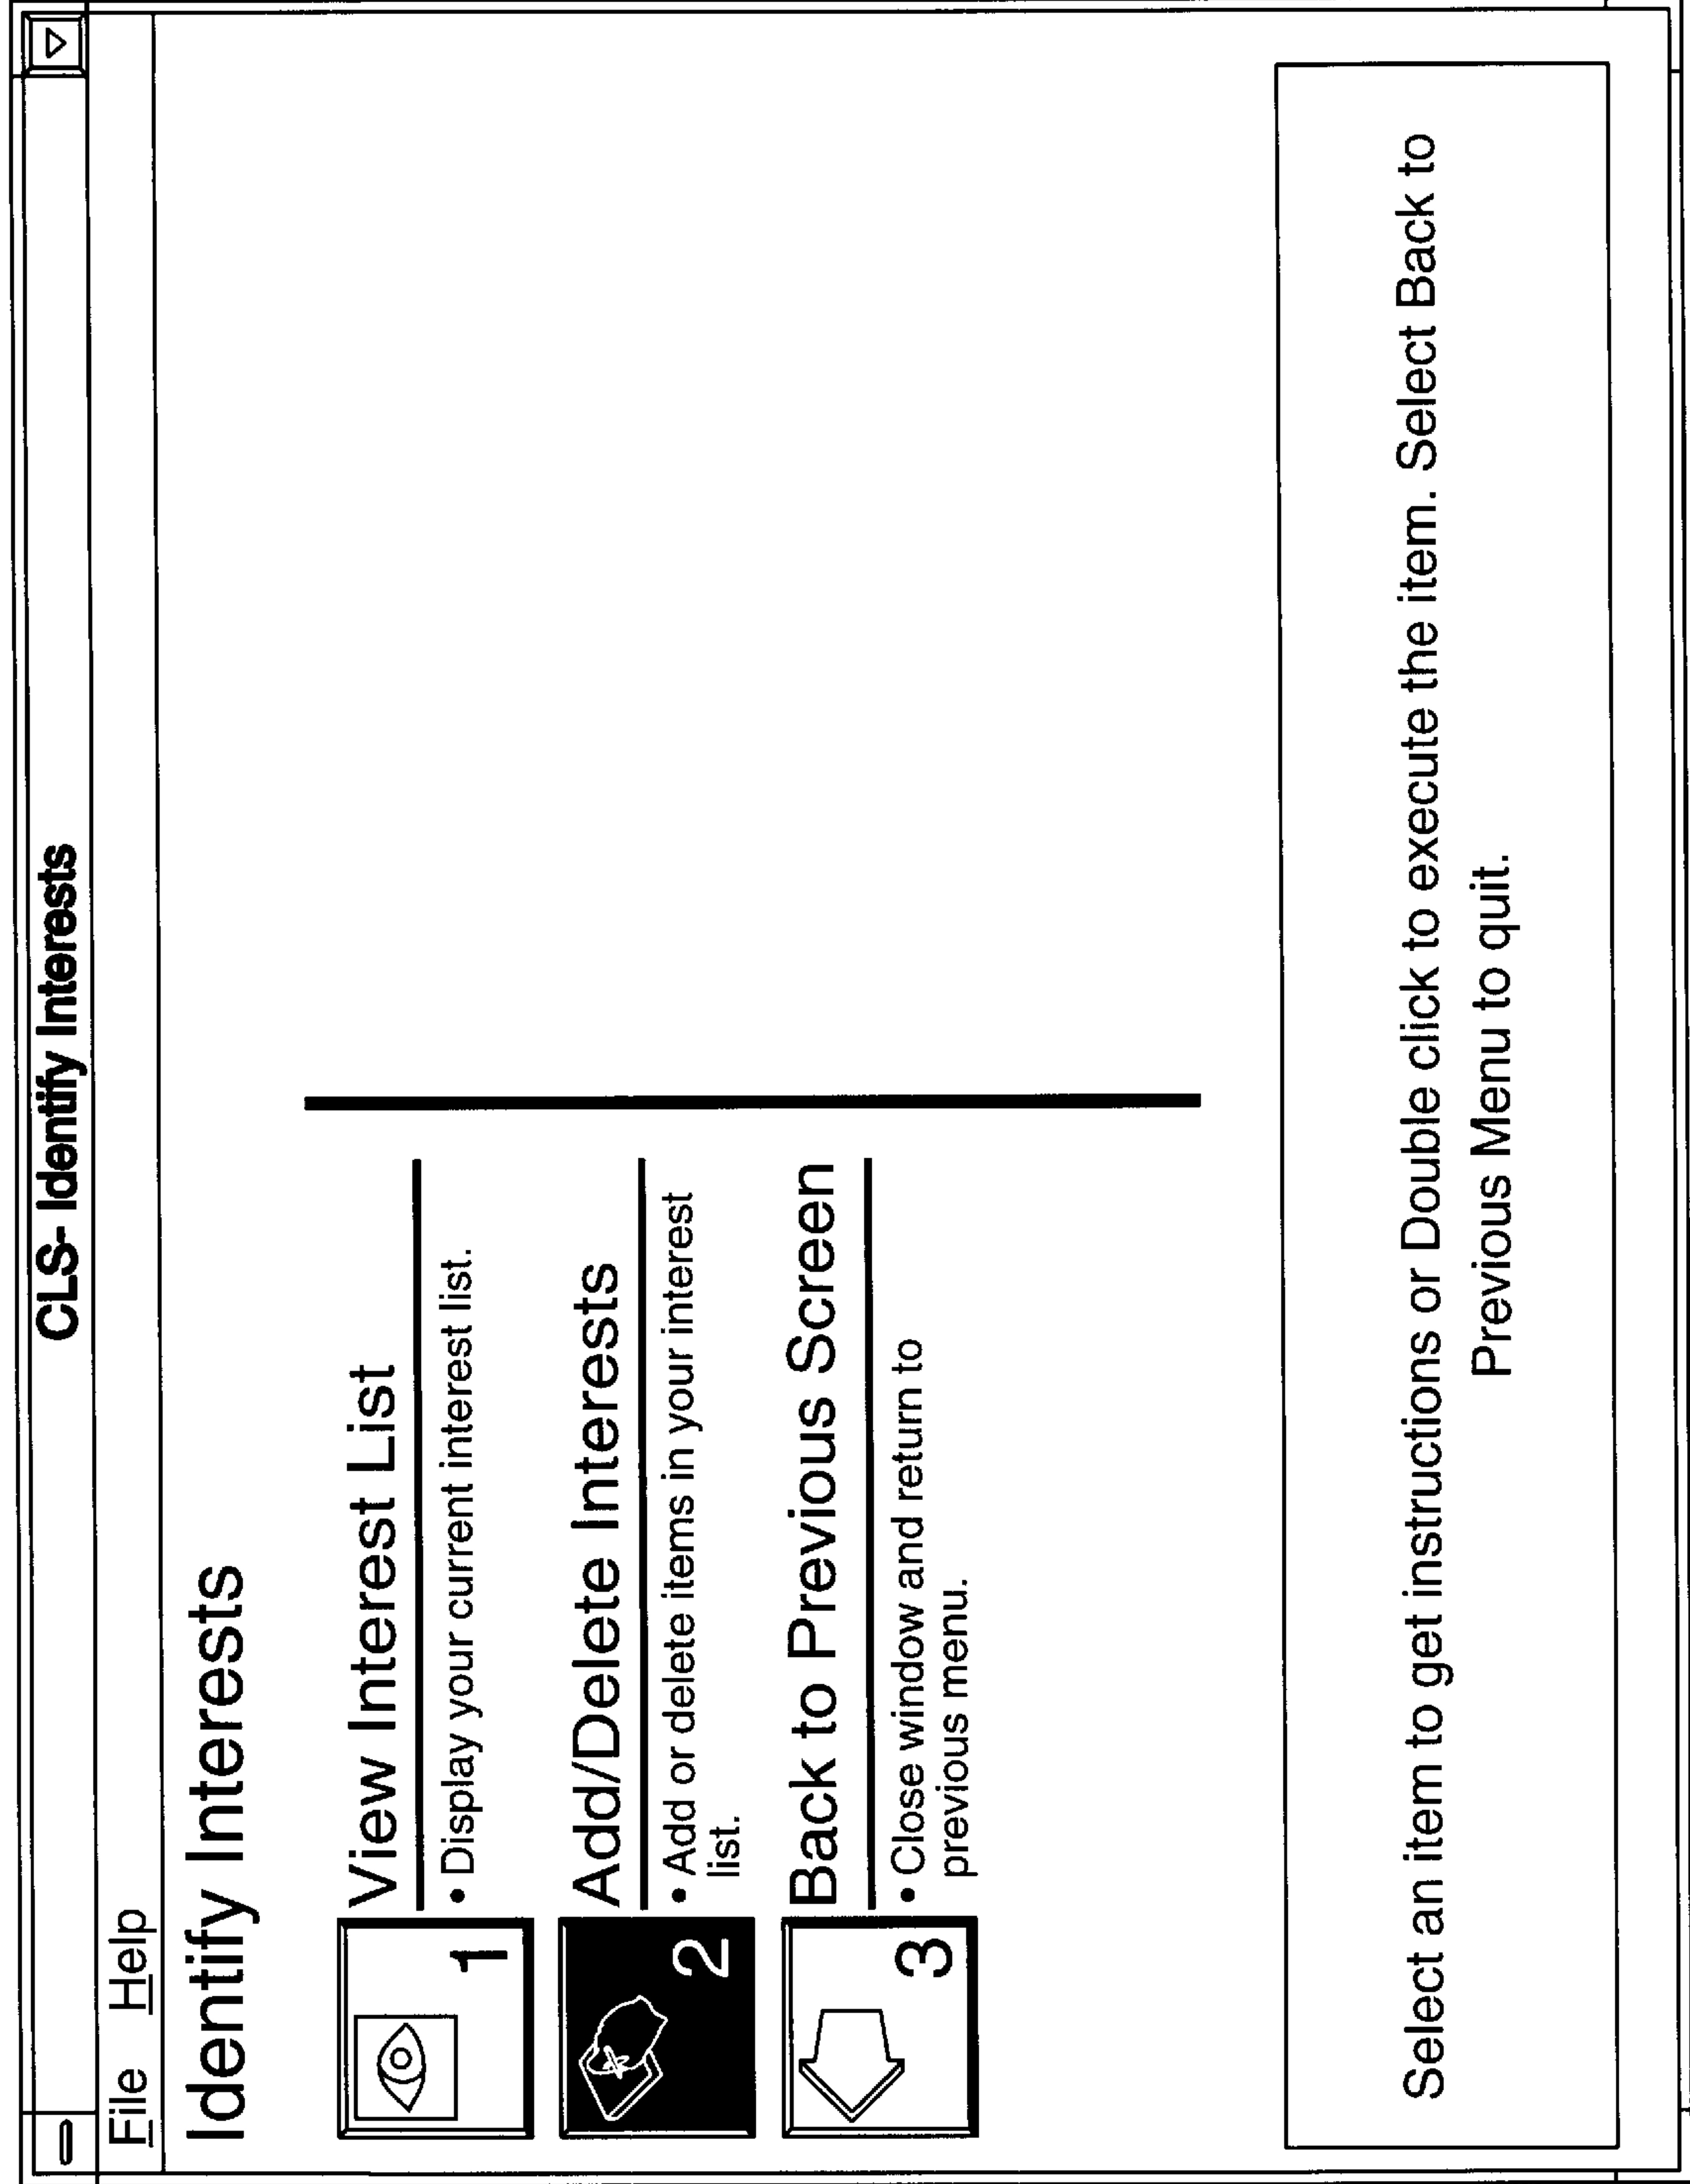 CLS- Identify Interests
File Help
Identify Interests
1
View Interest List
• Display your current interest list.
2
Add/Delete Interests
• Add or delete items in your interest
list.
3
Back to Previous Screen
• Close window and return to
previous menu.
Select an item to get instructions or Double click to execute the item. Select Back to
Previous Menu to quit.